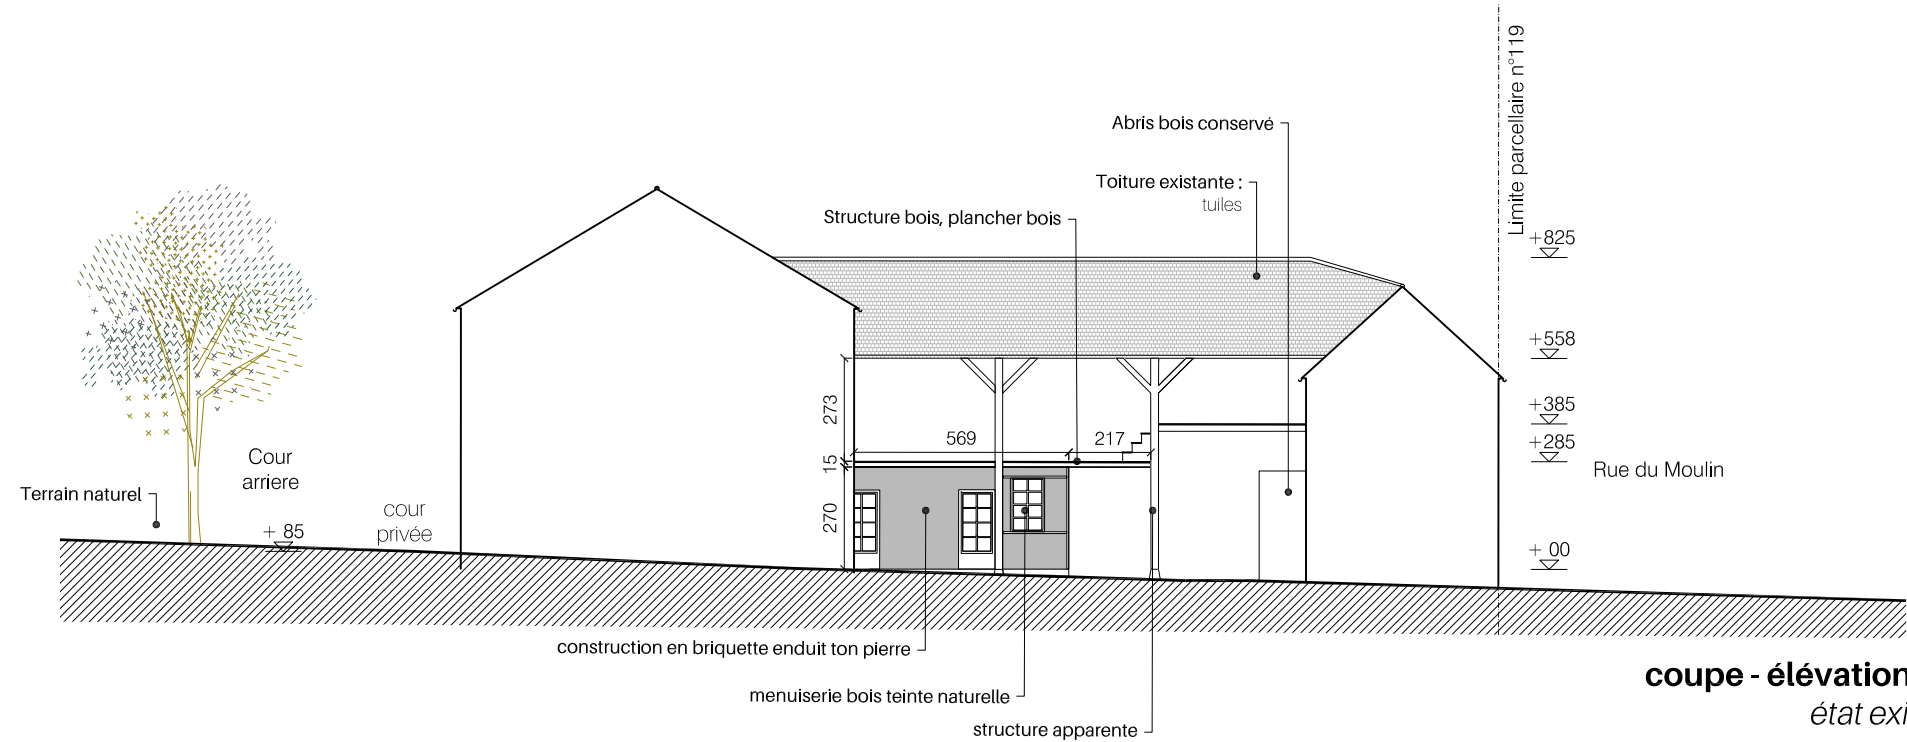 Limite parcellaire n°119
Abris bois conservé
Toiture existante :
tuiles
Structure bois, plancher bois
+825
+558
+385
+285
+ 00
Rue du Moulin
273
15
270
569
217
Cour
arriere
Terrain naturel
+ 85
cour
privée
construction en briquette enduit ton pierre
menuiserie bois teinte naturelle
structure apparente
coupe - élévation
état exi